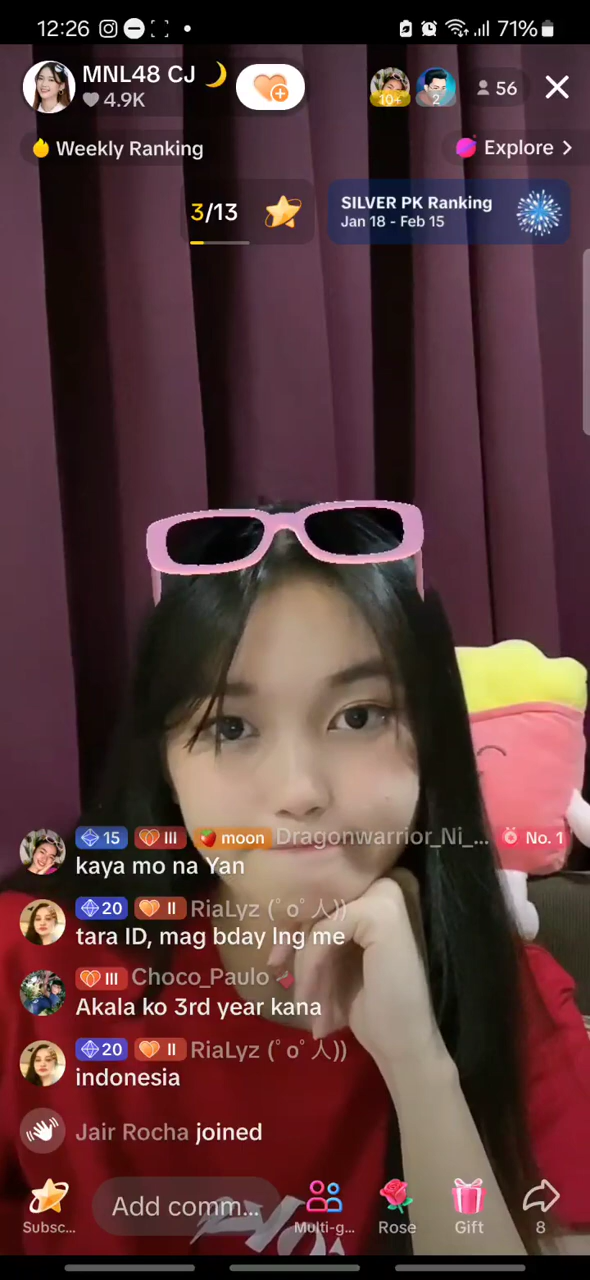 12:26 71%
MNL48 CJ 🌙
4.9K
10+ 2 56
Weekly Ranking
Explore >
3/13
SILVER PK Ranking
Jan 18 - Feb 15
15 III moon Dragonwarrior_Ni_... No. 1
kaya mo na Yan
20 II RiaLyz (ﾟoﾟ人))
tara ID, mag bday lng me
III Choco_Paulo
Akala ko 3rd year kana
20 II RiaLyz (ﾟoﾟ人))
indonesia
Jair Rocha joined
Add comm...
Subsc... Multi-g... Rose Gift 8